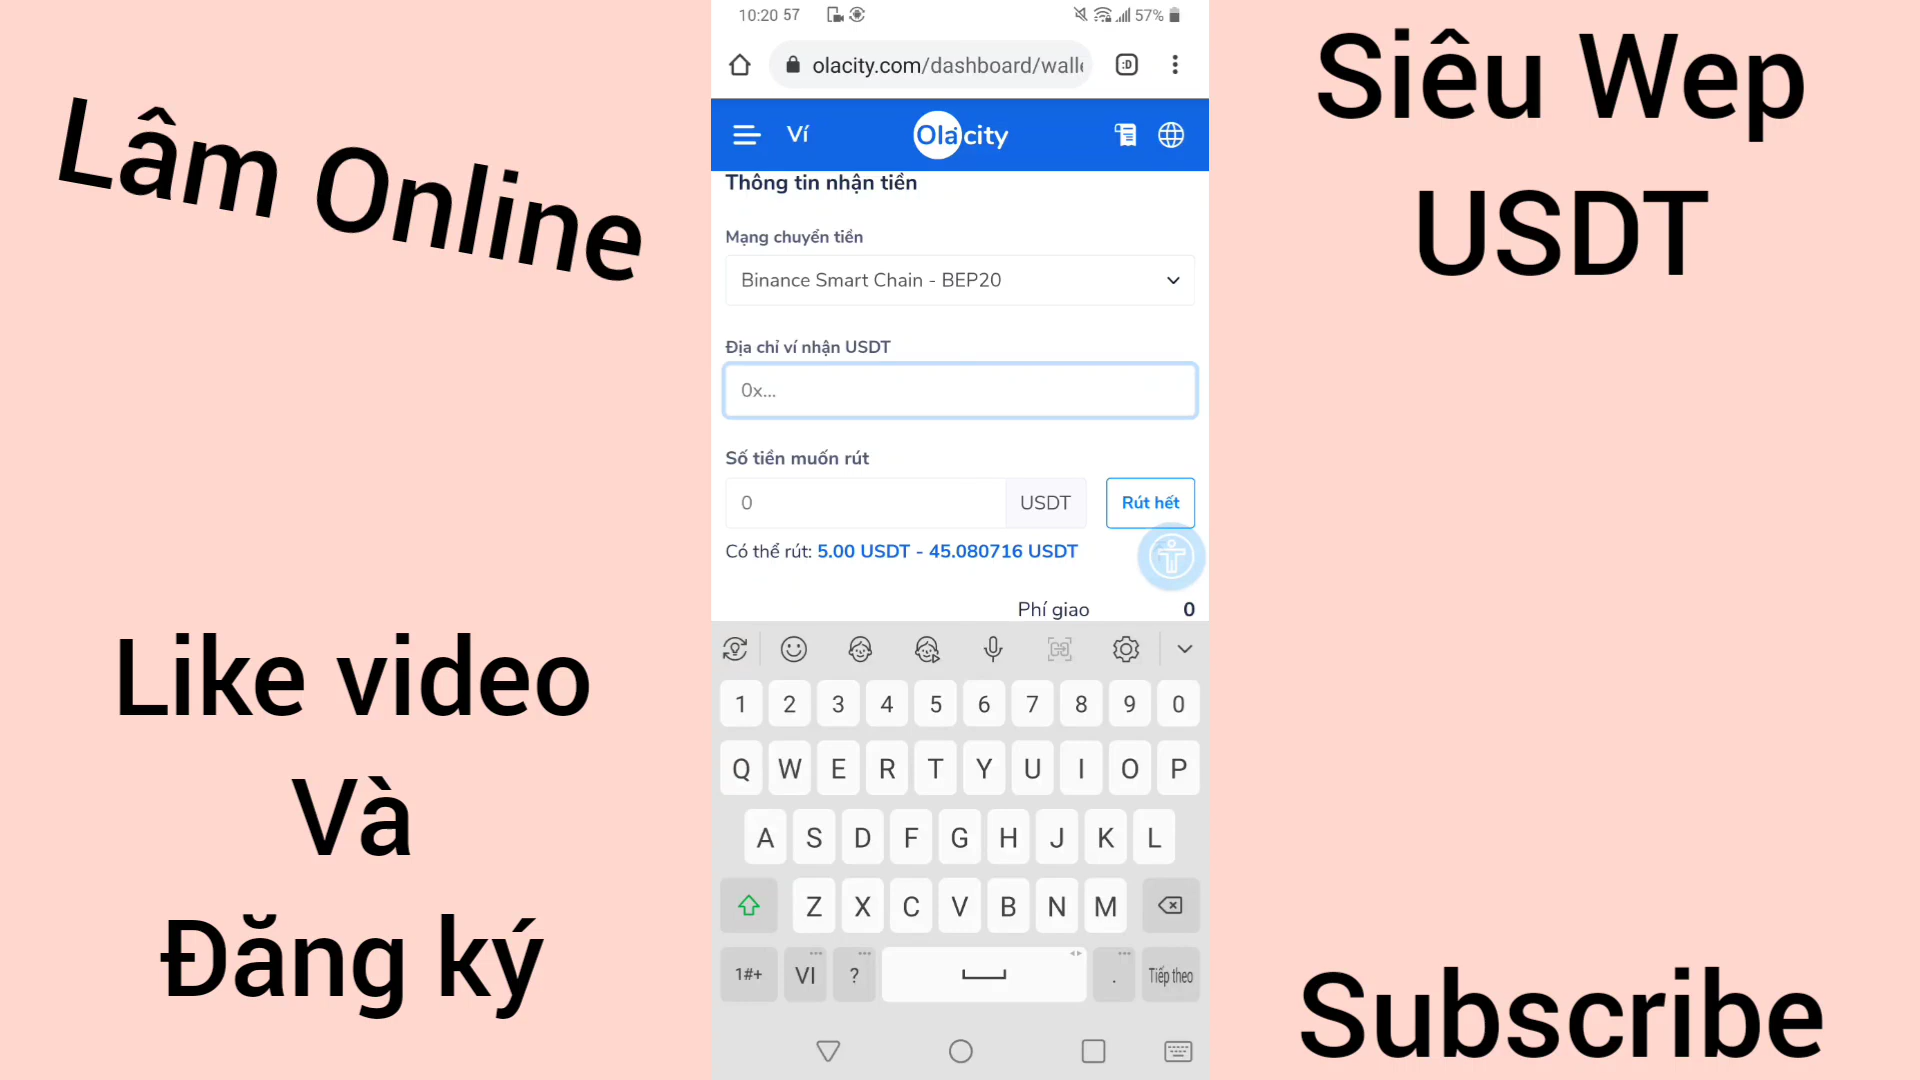 Lâm Online
Like video
Và
Đăng ký
10:20 57
57%
olacity.com/dashboard/walle
Ví
Olacity
Thông tin nhận tiền
Mạng chuyển tiền
Binance Smart Chain - BEP20
Địa chỉ ví nhận USDT
0x...
Số tiền muốn rút
0 USDT Rút hết
Có thể rút: 5.00 USDT - 45.080716 USDT
Phí giao 0
1 2 3 4 5 6 7 8 9 0
Q W E R T Y U I O P
A S D F G H J K L
Z X C V B N M
1#+ VI ? . Tiếp theo
Siêu Wep
USDT
Subscribe